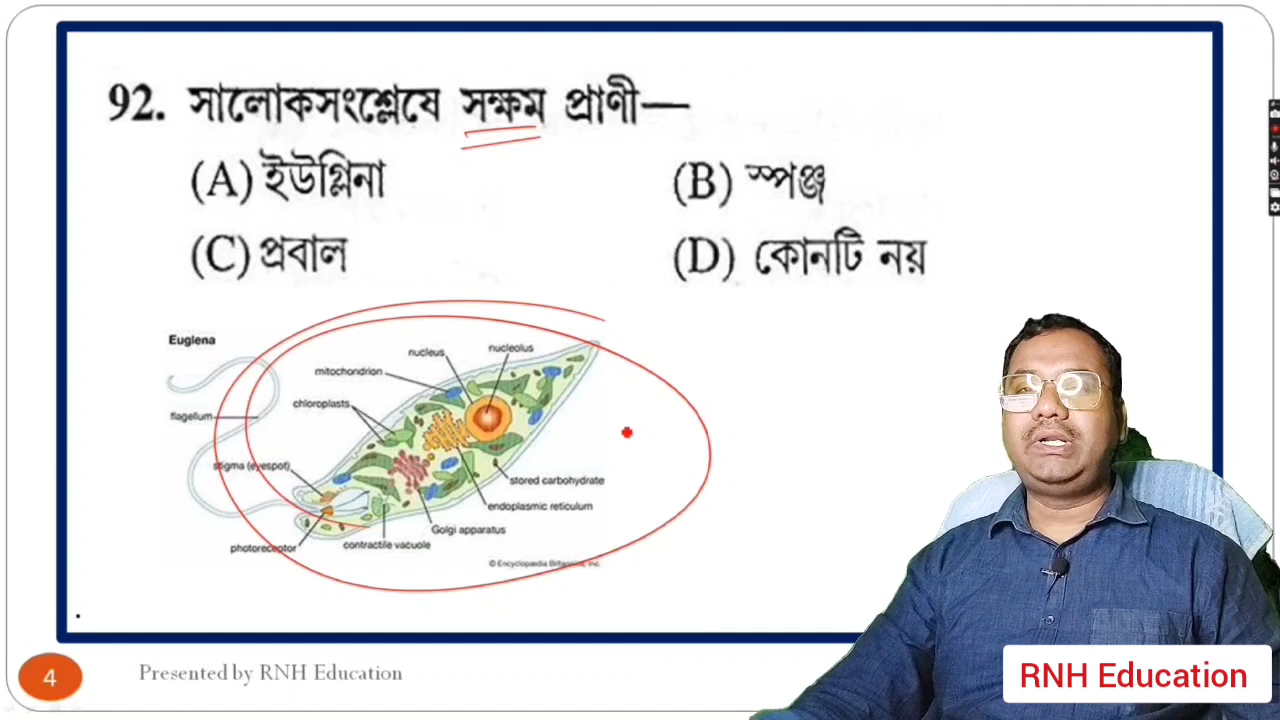 92. সালোকসংশ্লেষে সক্ষম প্রাণী—
(A) ইউগ্লিনা
(B) স্পঞ্জ
(C) প্রবাল
(D) কোনটি নয়
Euglena
nucleus
nucleolus
mitochondrion
chloroplasts
flagellum
stigma (eyespot)
stored carbohydrate
endoplasmic reticulum
Golgi apparatus
photoreceptor
contractile vacuole
© Encyclopædia Britannica, Inc.
4
Presented by RNH Education
RNH Education